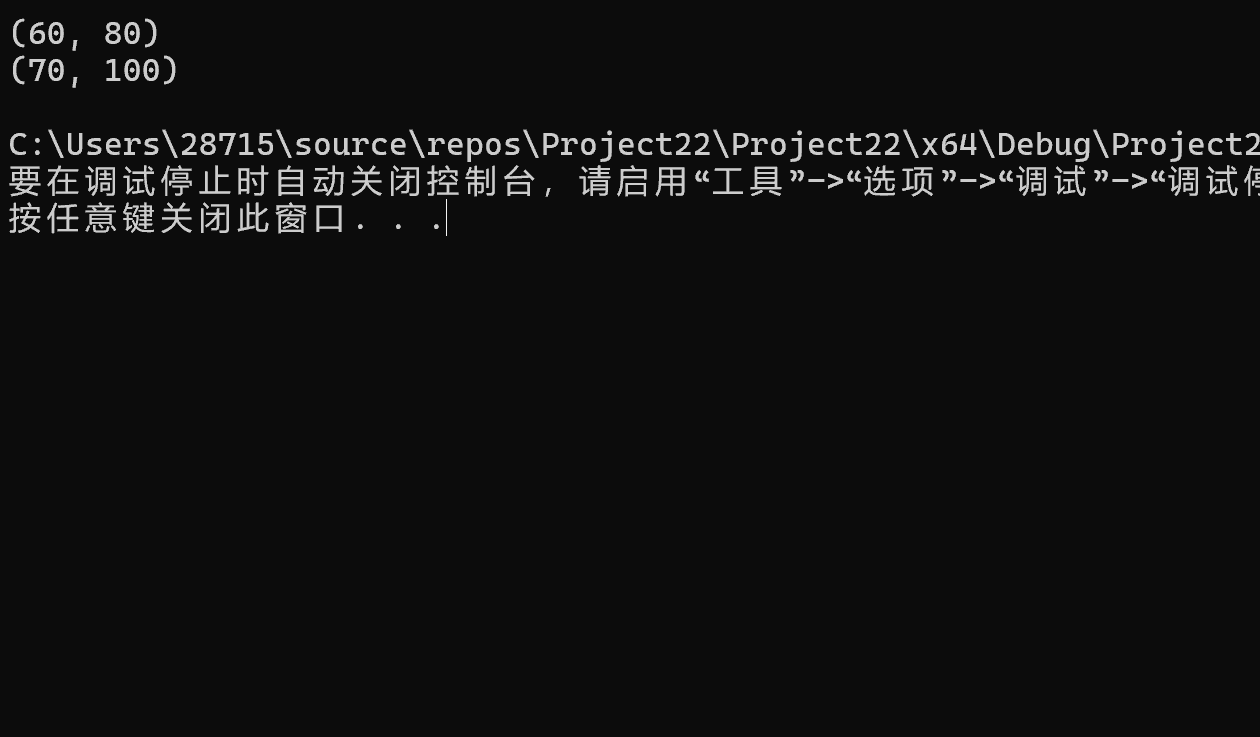 (60, 80)
(70, 100)
C:\Users\28715\source\repos\Project22\Project22\x64\Debug\Project2
要在调试停止时自动关闭控制台，请启用“工具”->“选项”->“调试”->“调试停
按任意键关闭此窗口. . .